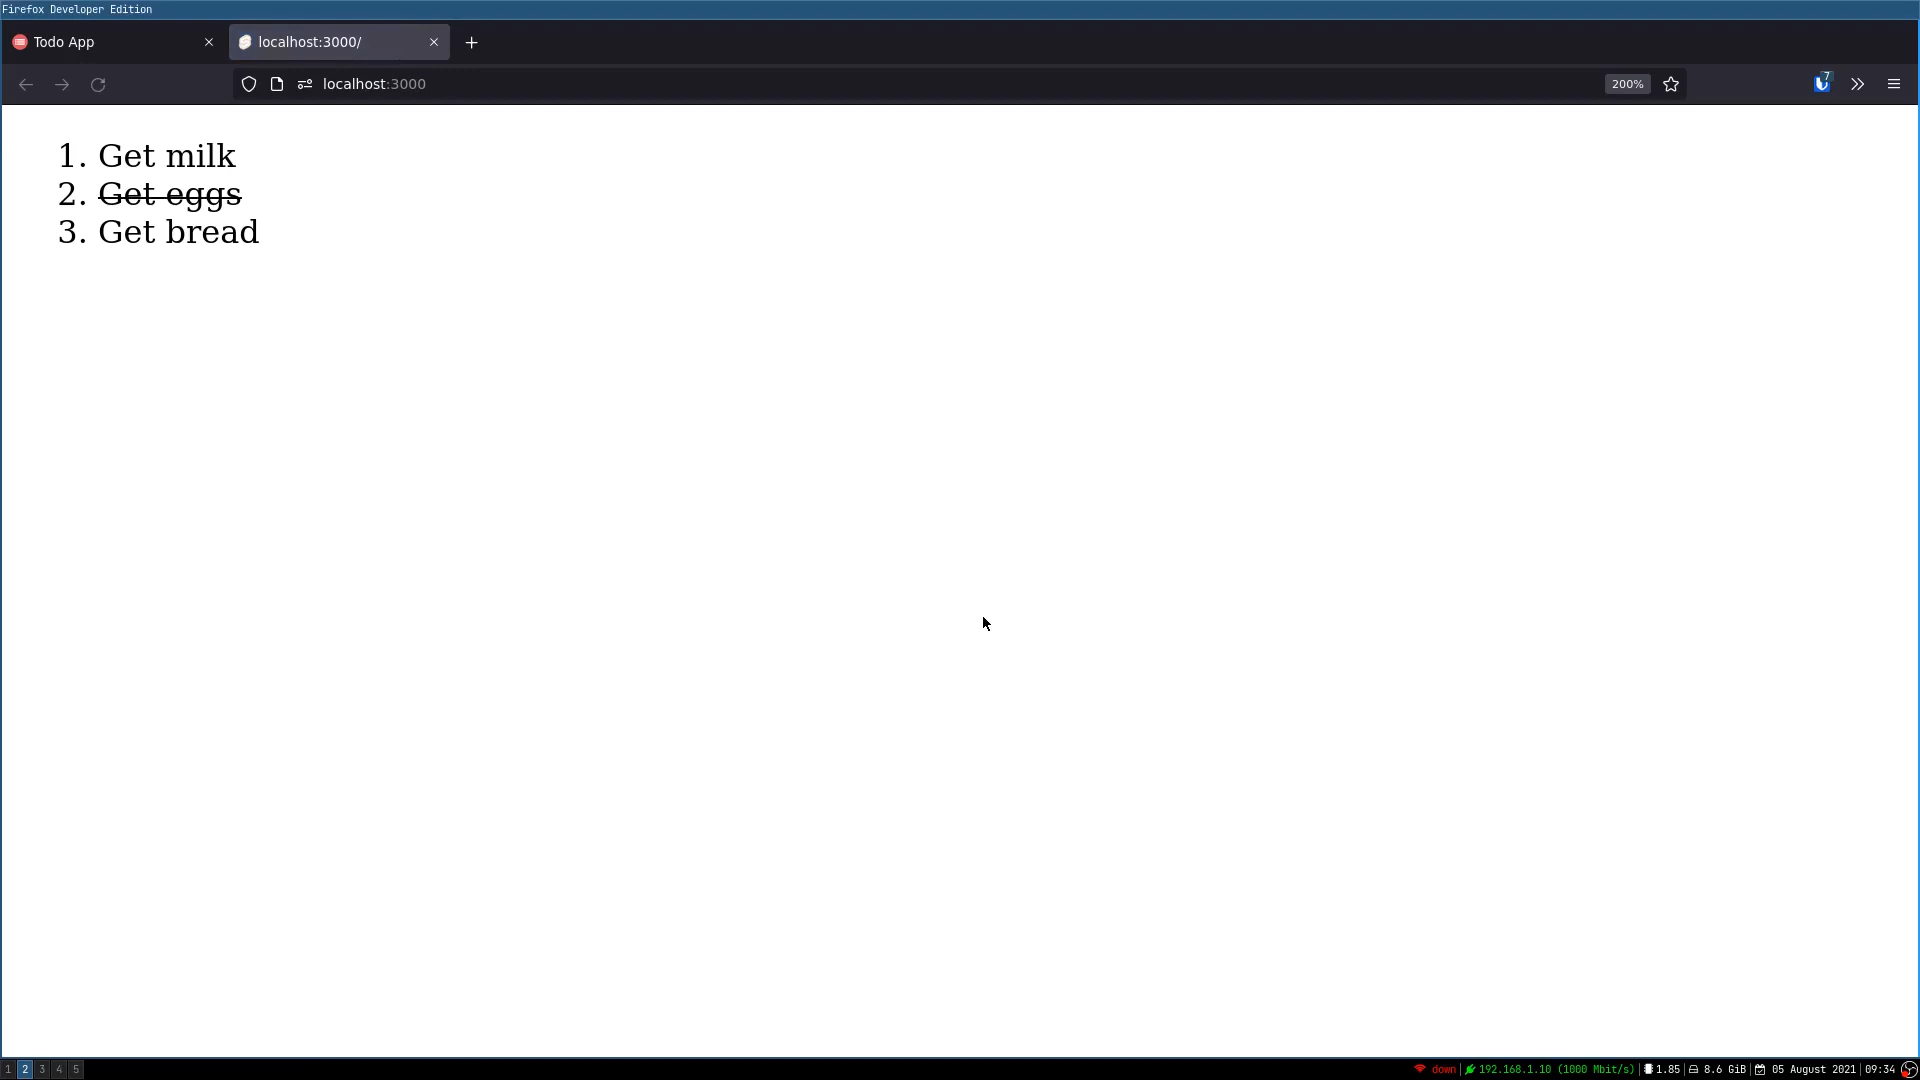 Firefox Developer Edition
Todo App
localhost:3000/
localhost:3000
200%
7
1. Get milk
2. Get eggs
3. Get bread
1 2 3 4 5
down | 192.168.1.10 (1000 Mbit/s) | 1.85 | 8.6 GiB | 05 August 2021 | 09:34